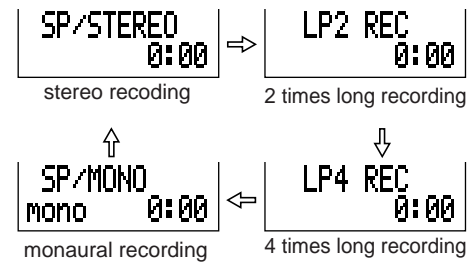 SP/STEREO
0:00
stereo recoding
LP2 REC
0:00
2 times long recording
SP/MONO
mono 0:00
monaural recording
LP4 REC
0:00
4 times long recording